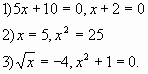 1) 5x + 10 = 0, x + 2 = 0
2) x = 5, x² = 25
3) √x = −4, x² + 1 = 0.